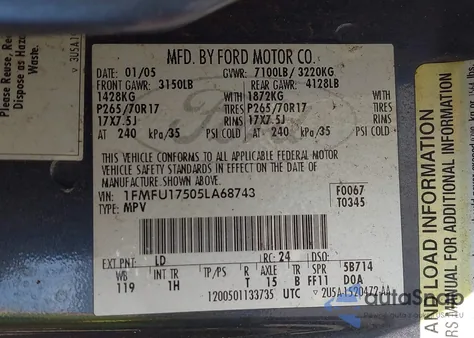 MFD. BY FORD MOTOR CO.
DATE: 01/05 GVWR: 7100LB/ 3220KG
FRONT GAWR: 3150LB REAR GAWR: 4128LB
1428KG WITH 1872KG WITH
P265/70R17 TIRES P265/70R17 TIRES
17X7.5J RIMS 17X7.5J RIMS
AT 240 kPa/35 PSI COLD AT 240 kPa/35 PSI COLD
THIS VEHICLE CONFORMS TO ALL APPLICABLE FEDERAL MOTOR
VEHICLE SAFETY STANDARDS IN EFFECT ON THE DATE OF
MANUFACTURE SHOWN ABOVE.
VIN: 1FMFU17505LA68743 F0067
TYPE: MPV T0345
EXT PNT: LD RC: 24 DSO:
WB INT TR TP/PS R AXLE TR SPR 5B714
119 1H T 15 B FF11 DOA
1200501133735 UTC
Ford
Please Reuse, Re
Dispose as Haza
Waste.
AND LOAD INFORMATION
autoSnap